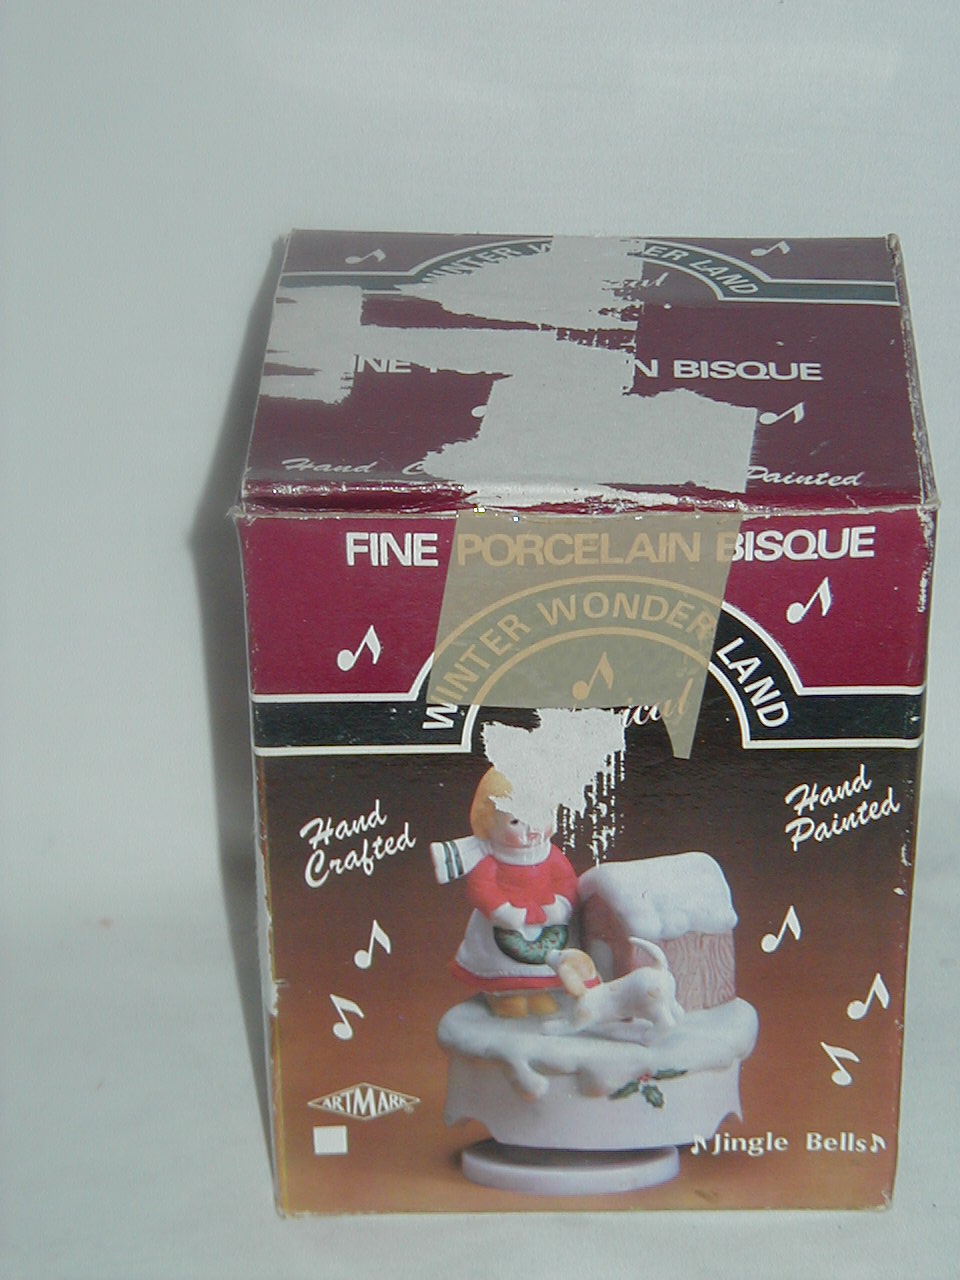 WINTER ER LAND
NE N BISQUE
Hand Painted
FINE PORCELAIN BISQUE
WINTER WONDER LAND
Hand
Crafted
Hand
Painted
ARTMARK
♪Jingle Bells♪